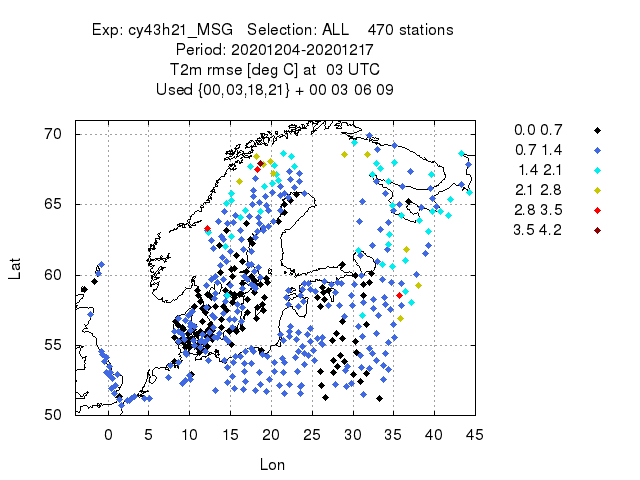 Exp: cy43h21_MSG   Selection: ALL    470 stations
Period: 20201204-20201217
T2m rmse [deg C] at  03 UTC
Used {00,03,18,21} + 00 03 06 09
0.0 0.7
0.7 1.4
1.4 2.1
2.1 2.8
2.8 3.5
3.5 4.2
70
65
60
55
50
Lat
0 5 10 15 20 25 30 35 40 45
Lon